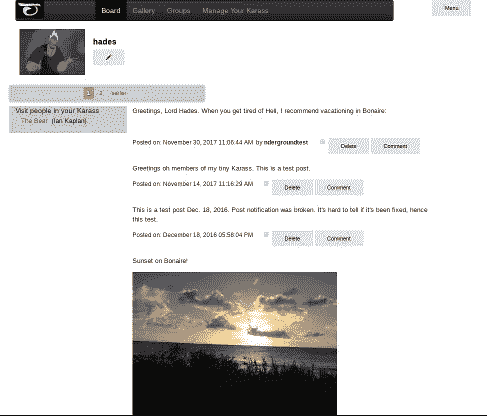 Board Gallery Groups Manage Your Karass Menu
hades
1 2 earlier
Visit people in your Karass
The Bear (Ian Kaplan)
Greetings, Lord Hades. When you get tired of Hell, I recommend vacationing in Bonaire:
Posted on: November 30, 2017 11:06:44 AM by ndergroundtest Delete Comment
Greetings oh members of my tiny Karass. This is a test post.
Posted on: November 14, 2017 11:16:29 AM Delete Comment
This is a test post Dec. 18, 2016. Post notification was broken. It's hard to tell if it's been fixed, hence
this test.
Posted on: December 18, 2016 05:58:04 PM Delete Comment
Sunset on Bonaire!